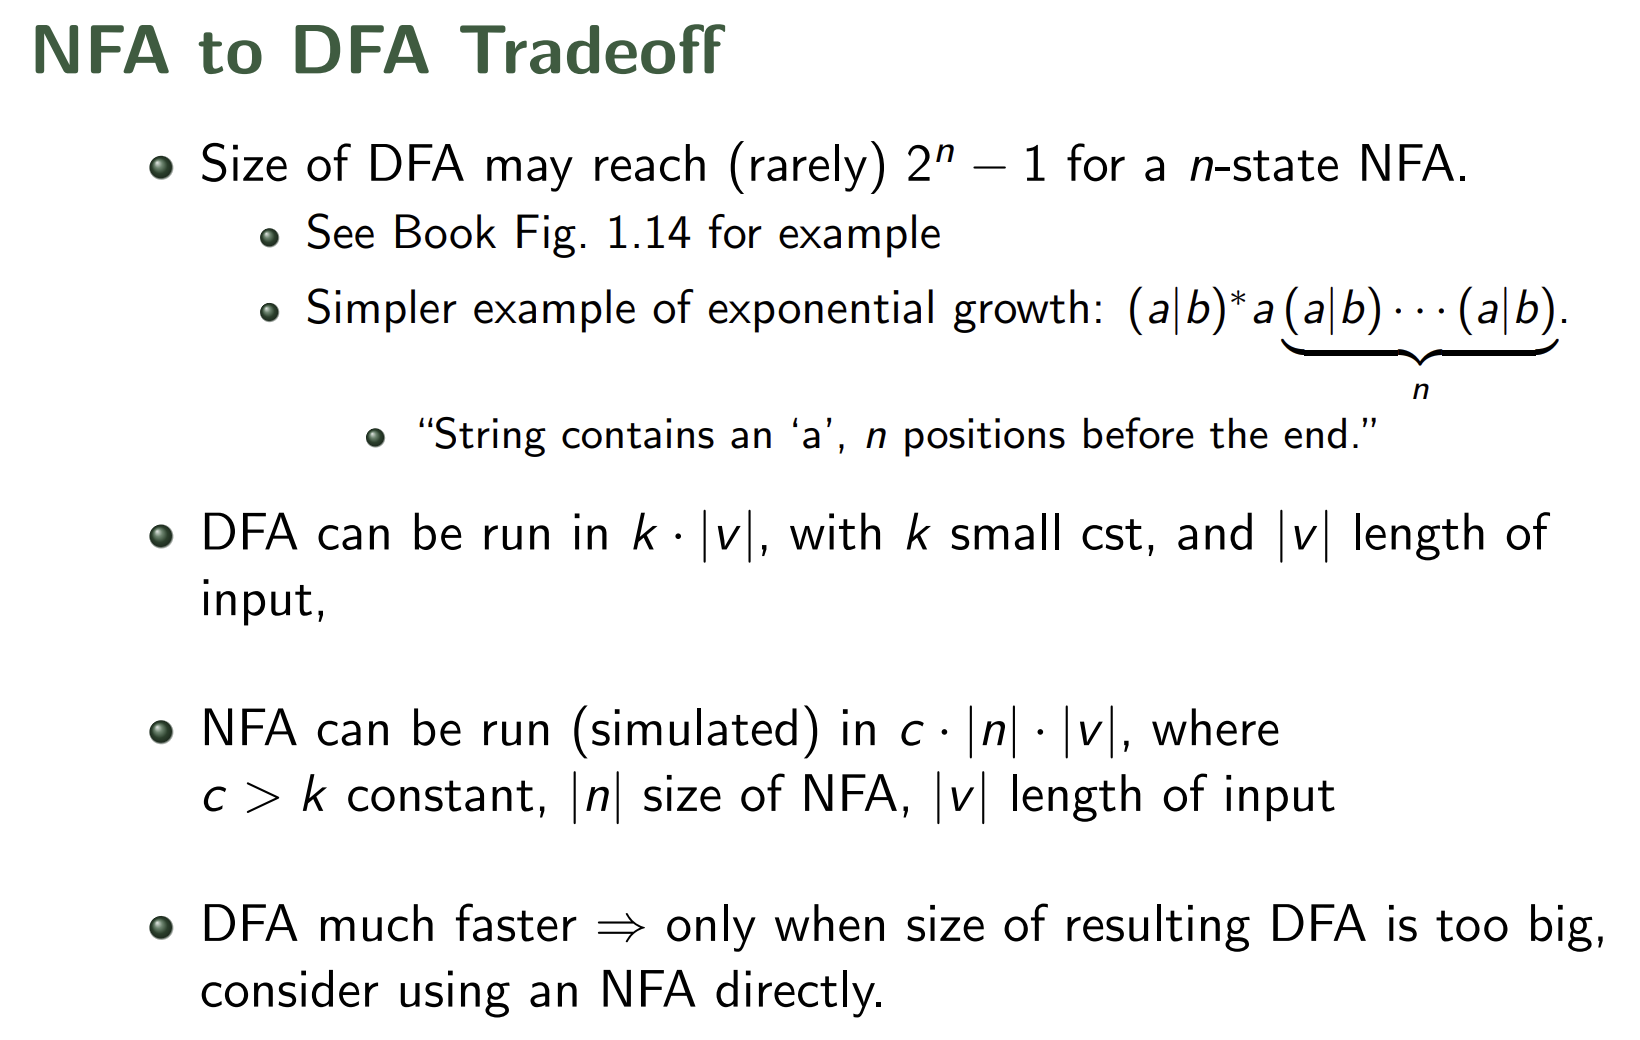 NFA to DFA Tradeoff
Size of DFA may reach (rarely) 2ⁿ − 1 for a n-state NFA.
See Book Fig. 1.14 for example
Simpler example of exponential growth: (a|b)*a(a|b)···(a|b).
n
“String contains an ‘a’, n positions before the end.”
DFA can be run in k · |v|, with k small cst, and |v| length of
input,
NFA can be run (simulated) in c · |n| · |v|, where
c > k constant, |n| size of NFA, |v| length of input
DFA much faster ⇒ only when size of resulting DFA is too big,
consider using an NFA directly.